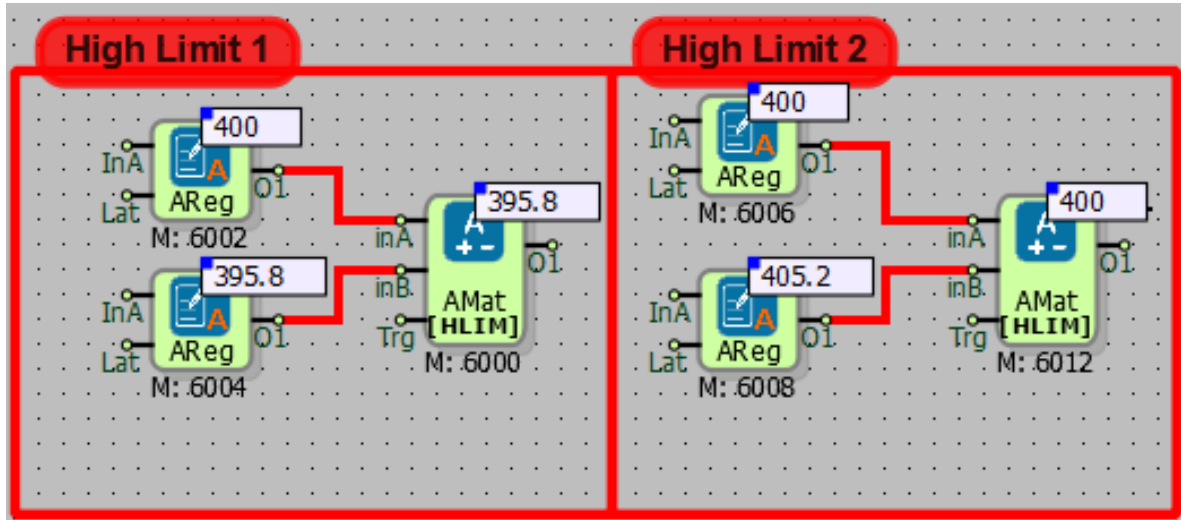 High Limit 1
400
InA
Lat
A
O1
AReg
M: 6002
395.8
InA
Lat
A
O1
AReg
M: 6004
395.8
A
+ -
inA
inB
Trg
O1
AMat
[HLIM]
M: 6000
High Limit 2
400
InA
Lat
A
O1
AReg
M: 6006
405.2
InA
Lat
A
O1
AReg
M: 6008
400
A
+ -
inA
inB
Trg
O1
AMat
[HLIM]
M: 6012